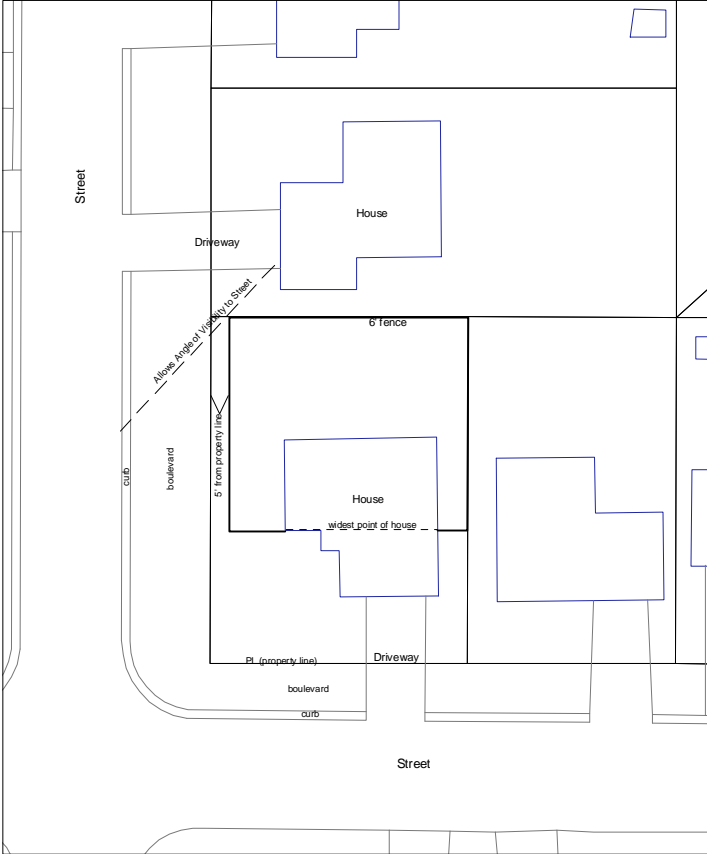 Street
House
Driveway
Allows Angle of Visibility to Street
6' fence
5' from property line
curb
boulevard
House
widest point of house
PL (property line)
Driveway
boulevard
curb
Street